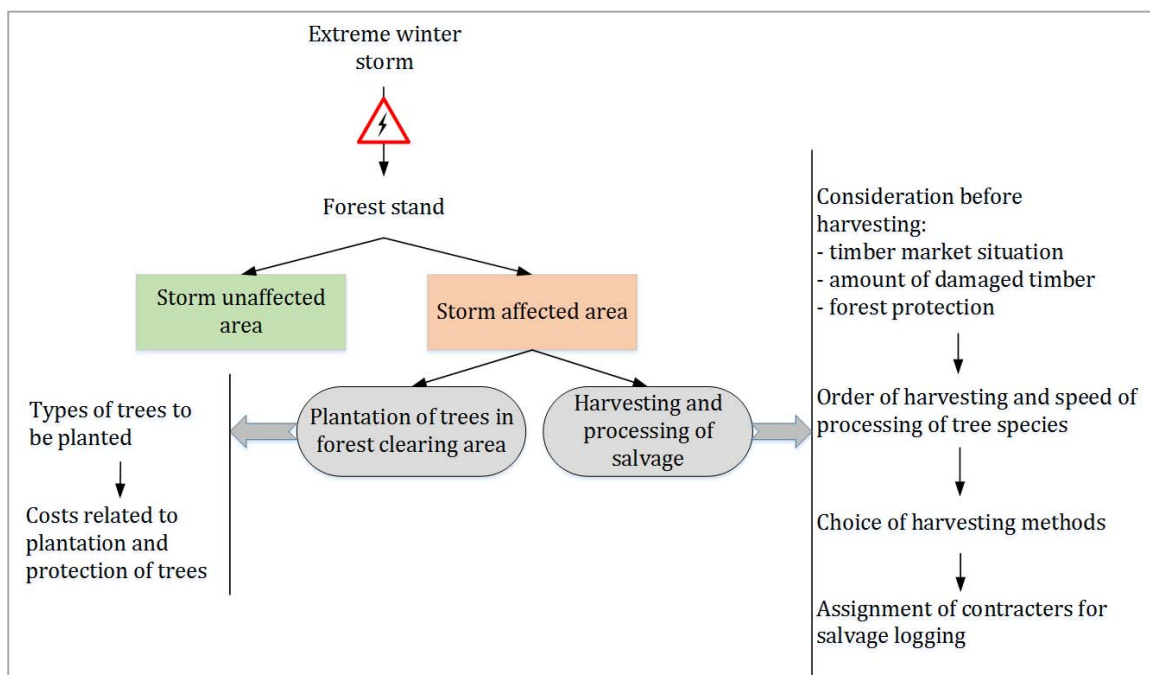 Extreme winter
storm
Forest stand
Storm unaffected
area
Storm affected area
Plantation of trees in
forest clearing area
Harvesting and
processing of
salvage
Types of trees to
be planted
Costs related to
plantation and
protection of trees
Consideration before
harvesting:
- timber market situation
- amount of damaged timber
- forest protection
Order of harvesting and speed of
processing of tree species
Choice of harvesting methods
Assignment of contracters for
salvage logging